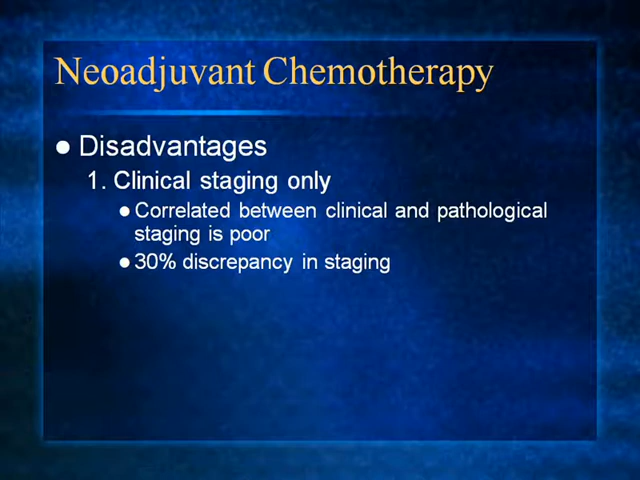 Neoadjuvant Chemotherapy
● Disadvantages
1. Clinical staging only
● Correlated between clinical and pathological
staging is poor
● 30% discrepancy in staging